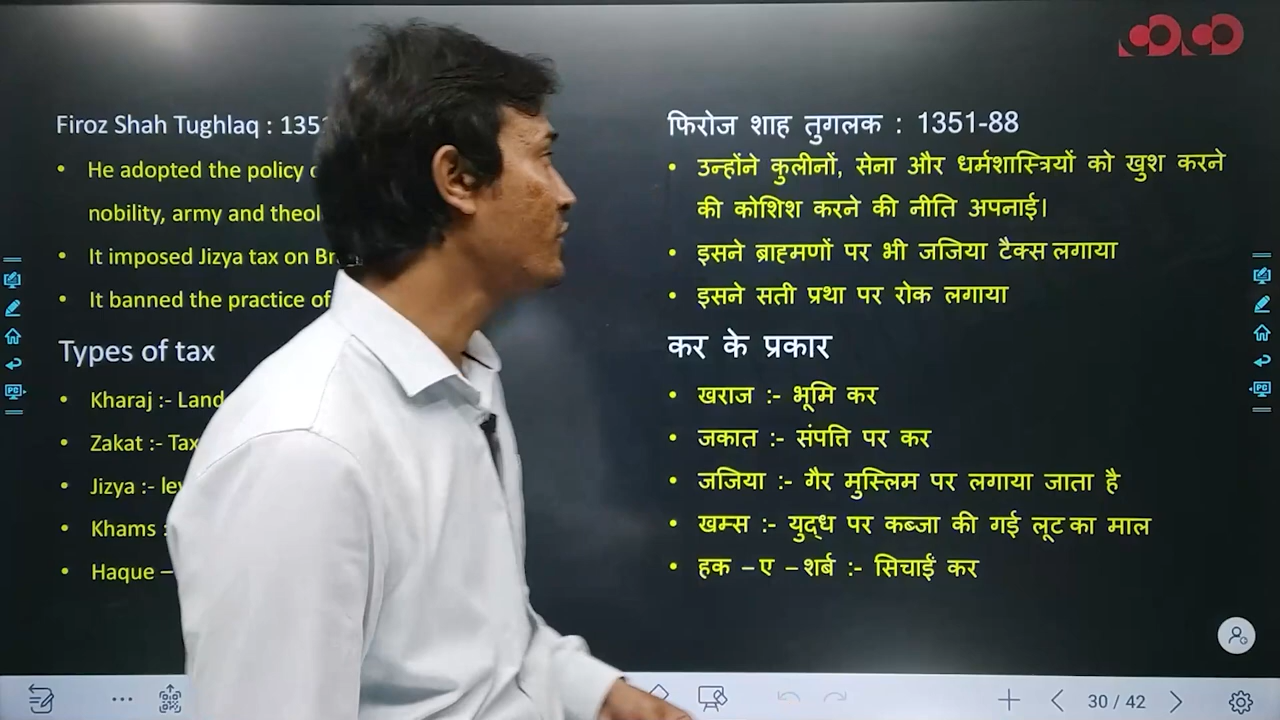 Firoz Shah Tughlaq : 1351
• He adopted the policy
nobility, army and
• It imposed Jizya tax on
• It banned the practice of
Types of tax
• Kharaj :- Land
• Zakat :- Tax
• Jizya :-
• Khams :
• Haque –
फिरोज शाह तुगलक : 1351-88
• उन्होंने कुलीनों, सेना और धर्मशास्त्रियों को खुश करने
की कोशिश करने की नीति अपनाई।
• इसने ब्राह्मणों पर भी जजिया टैक्स लगाया
• इसने सती प्रथा पर रोक लगाया
कर के प्रकार
• खराज :- भूमि कर
• जकात :- संपत्ति पर कर
• जजिया :- गैर मुस्लिम पर लगाया जाता है
• खम्स :- युद्ध पर कब्जा की गई लूट का माल
• हक –ए –शर्ब :- सिचाईं कर
30 / 42